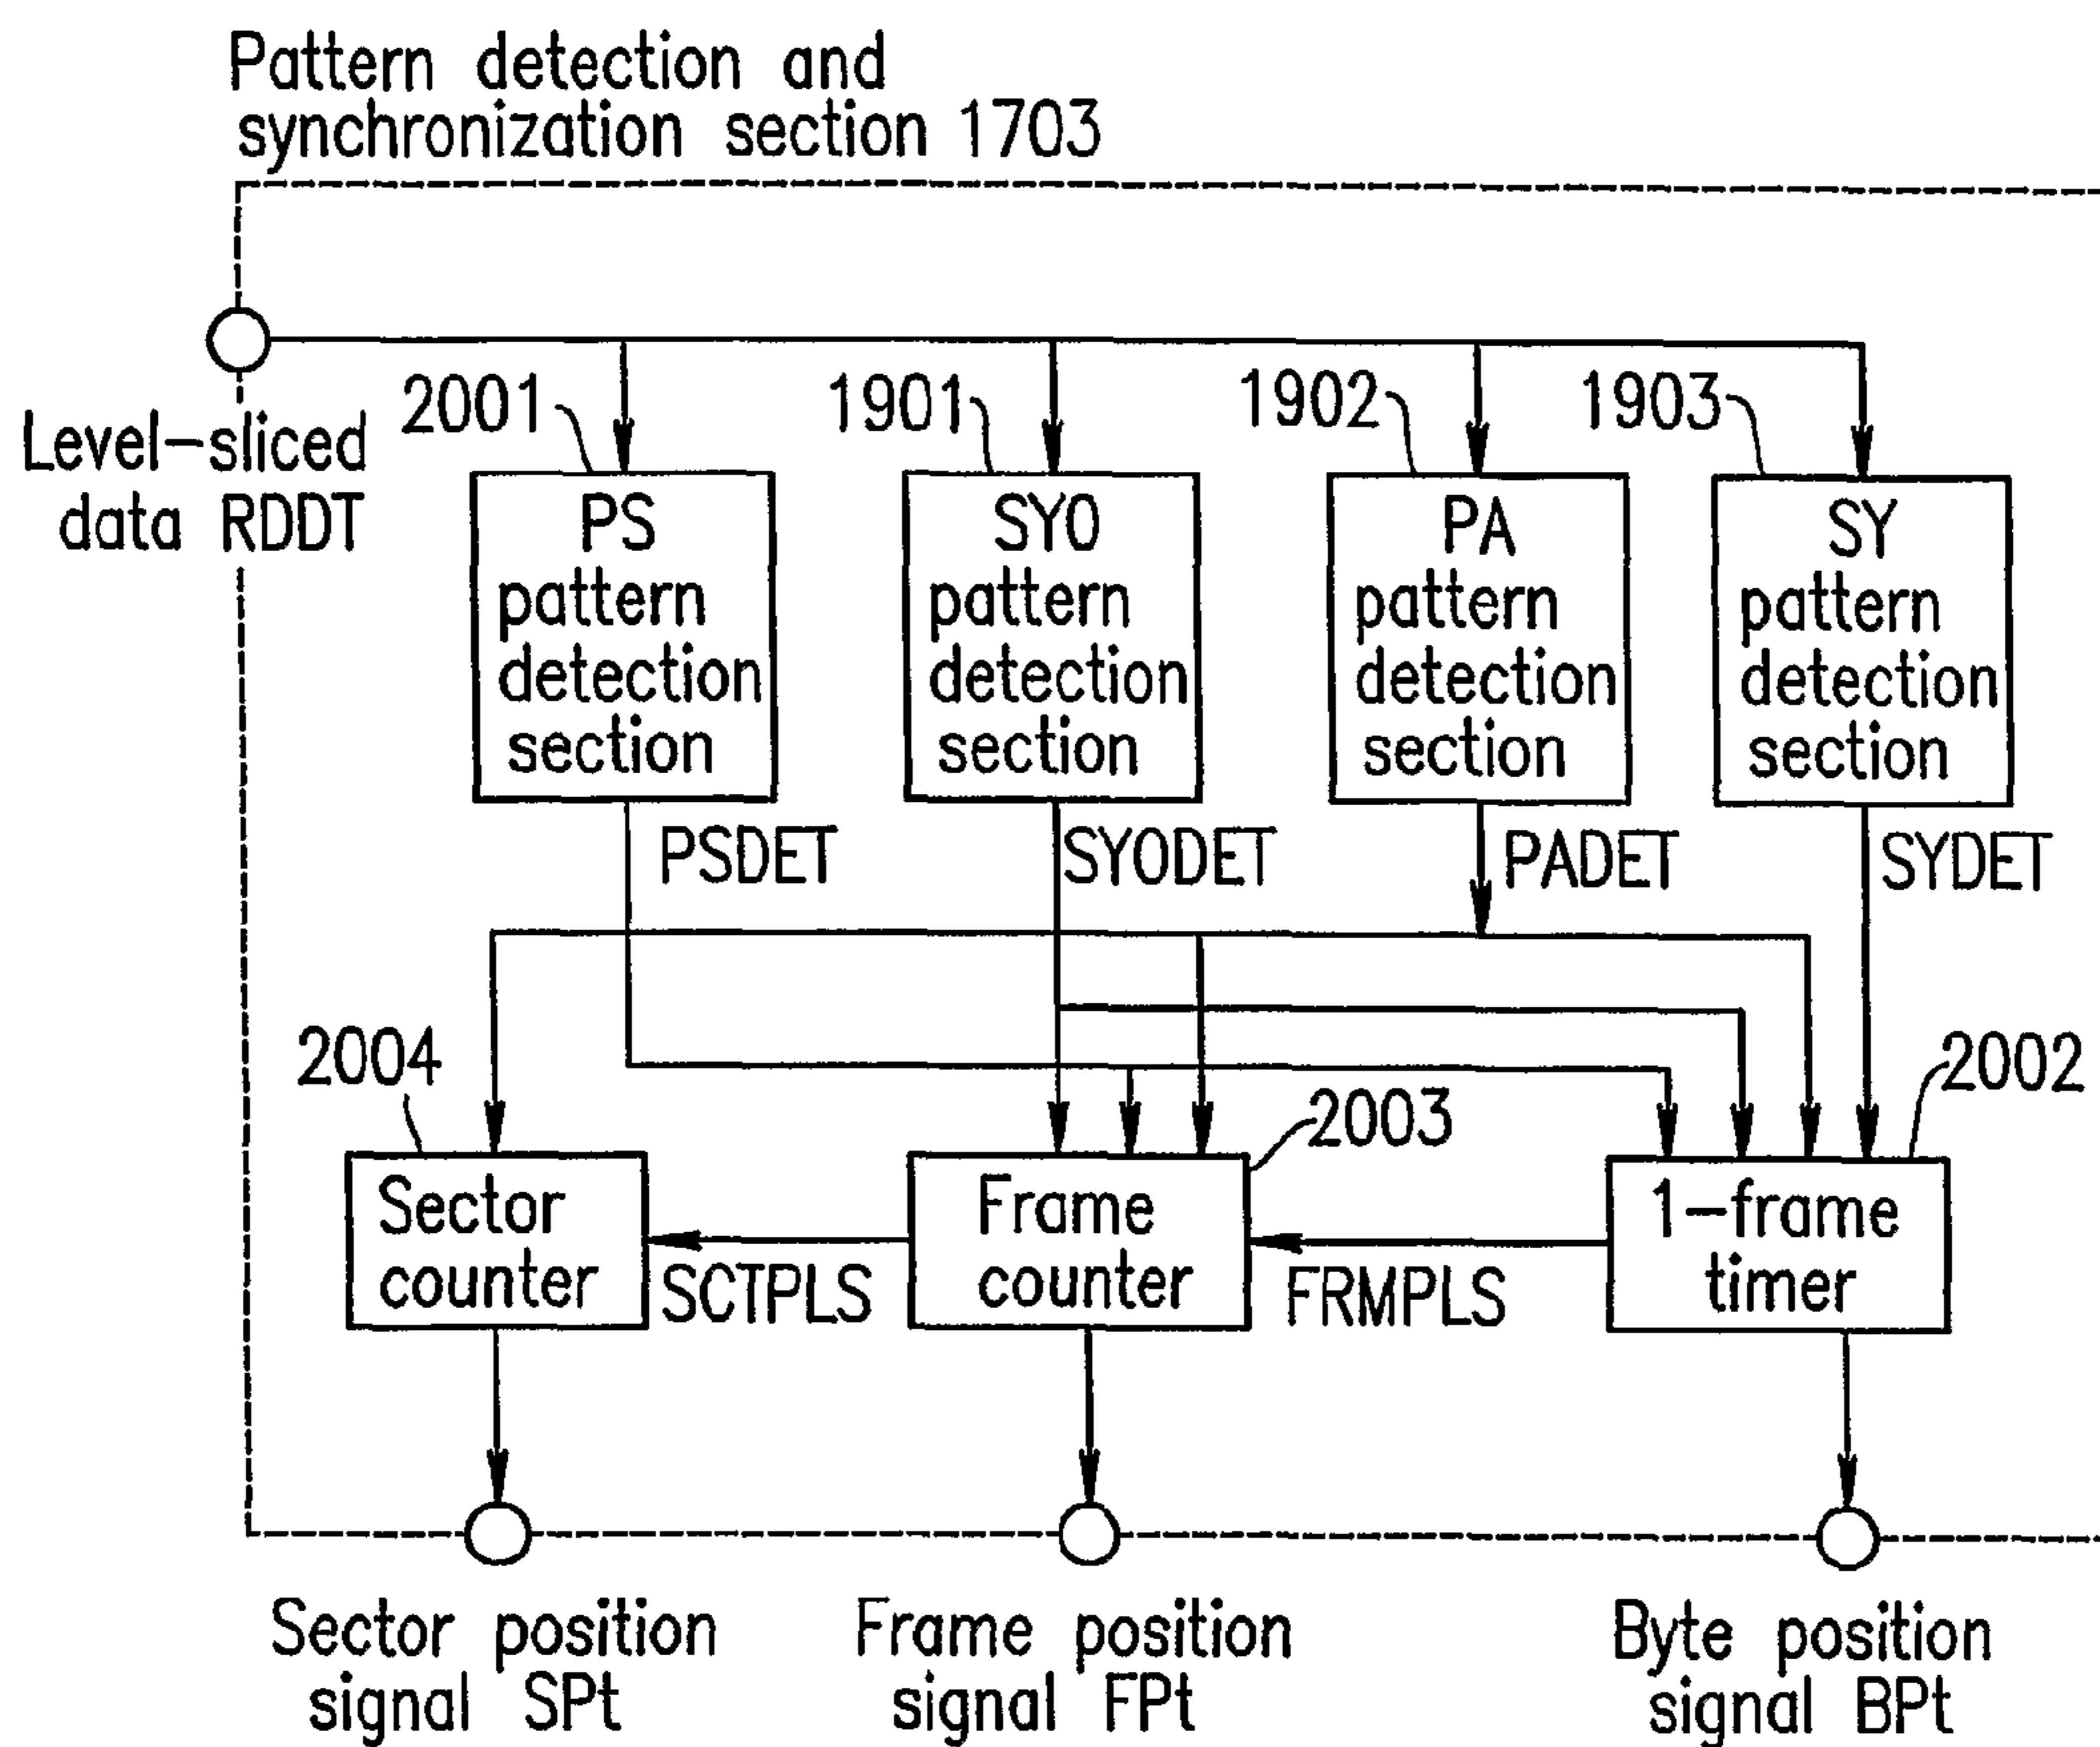 Pattern detection and
synchronization section 1703
Level-sliced
data RDDT
2001
1901
1902
1903
PS
pattern
detection
section
SY0
pattern
detection
section
PA
pattern
detection
section
SY
pattern
detection
section
PSDET
SY0DET
PADET
SYDET
2004
2003
2002
Sector
counter
SCTPLS
Frame
counter
FRMPLS
1-frame
timer
Sector position
signal SPt
Frame position
signal FPt
Byte position
signal BPt